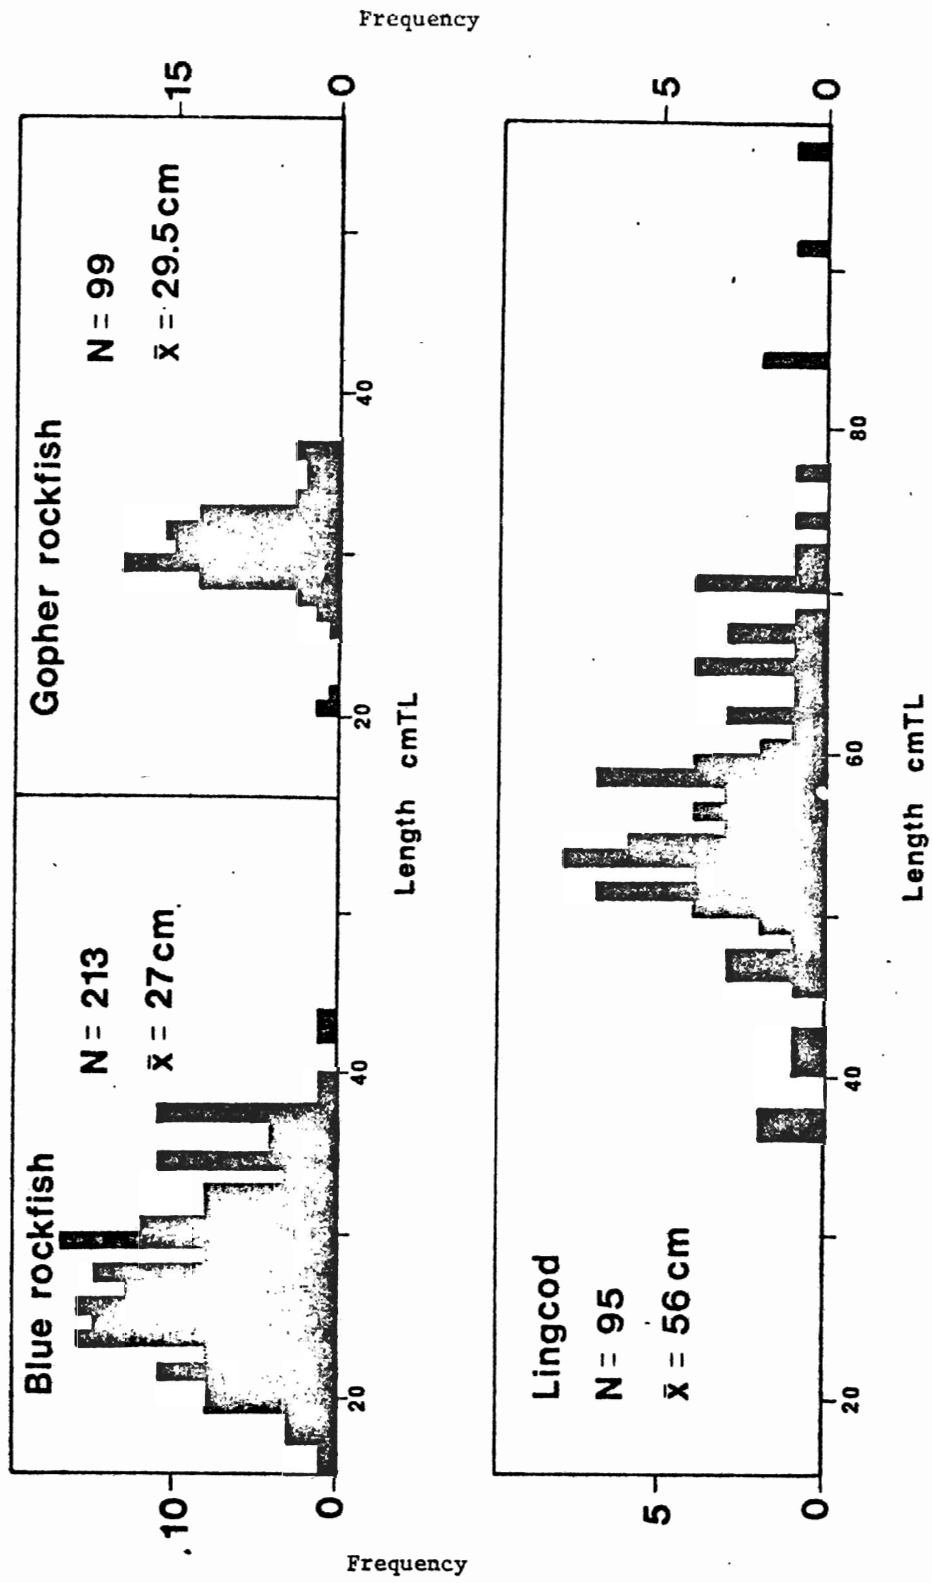 Blue rockfish
N = 213
x̄ = 27cm
10
0
20
40
Gopher rockfish
N = 99
x̄ = 29.5cm
15
0
20
40
Length cmTL
Frequency
Frequency
Lingcod
N = 95
x̄ = 56cm
5
0
5
0
20
40
60
80
Length cmTL